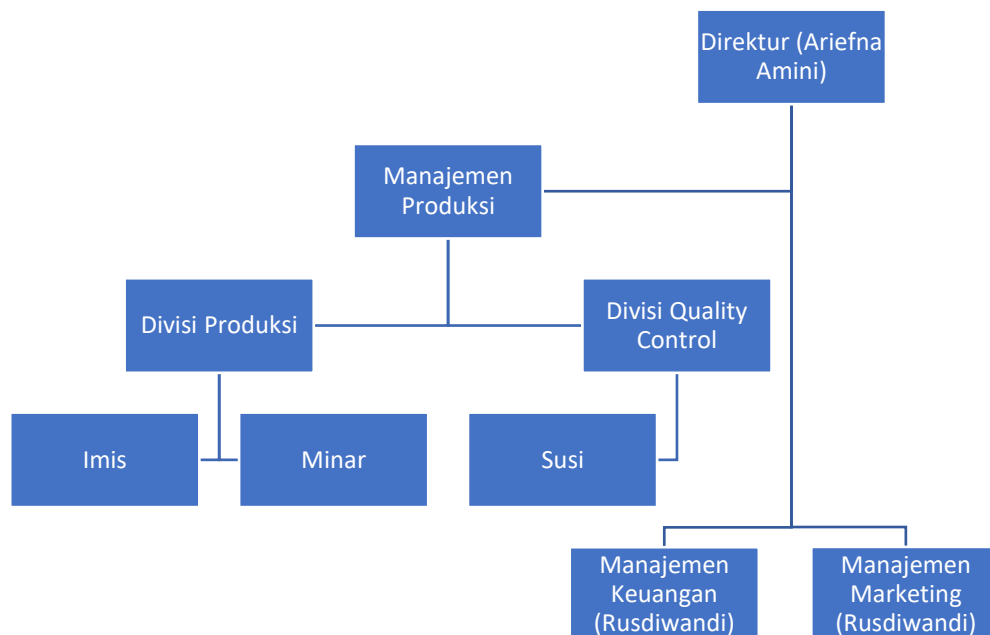 Direktur (Ariefna
Amini)
Manajemen
Produksi
Divisi Produksi
Divisi Quality
Control
Imis
Minar
Susi
Manajemen
Keuangan
(Rusdiwandi)
Manajemen
Marketing
(Rusdiwandi)